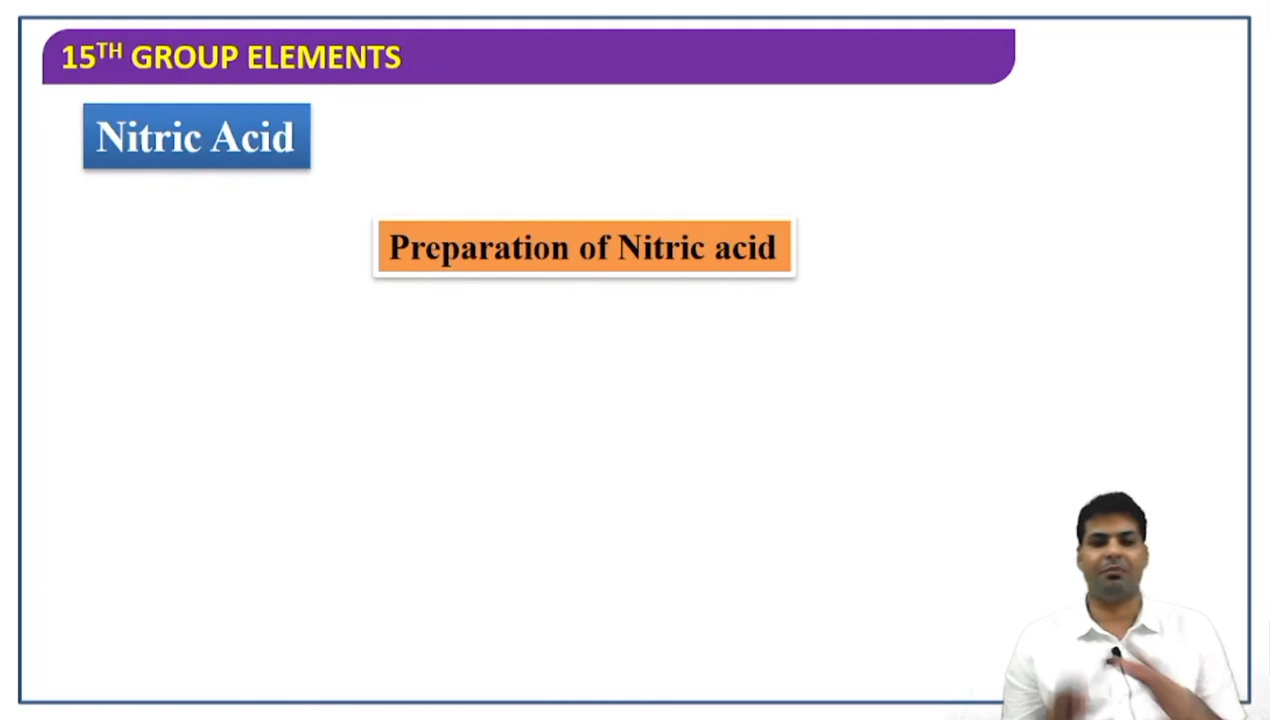 15TH GROUP ELEMENTS
Nitric Acid
Preparation of Nitric acid